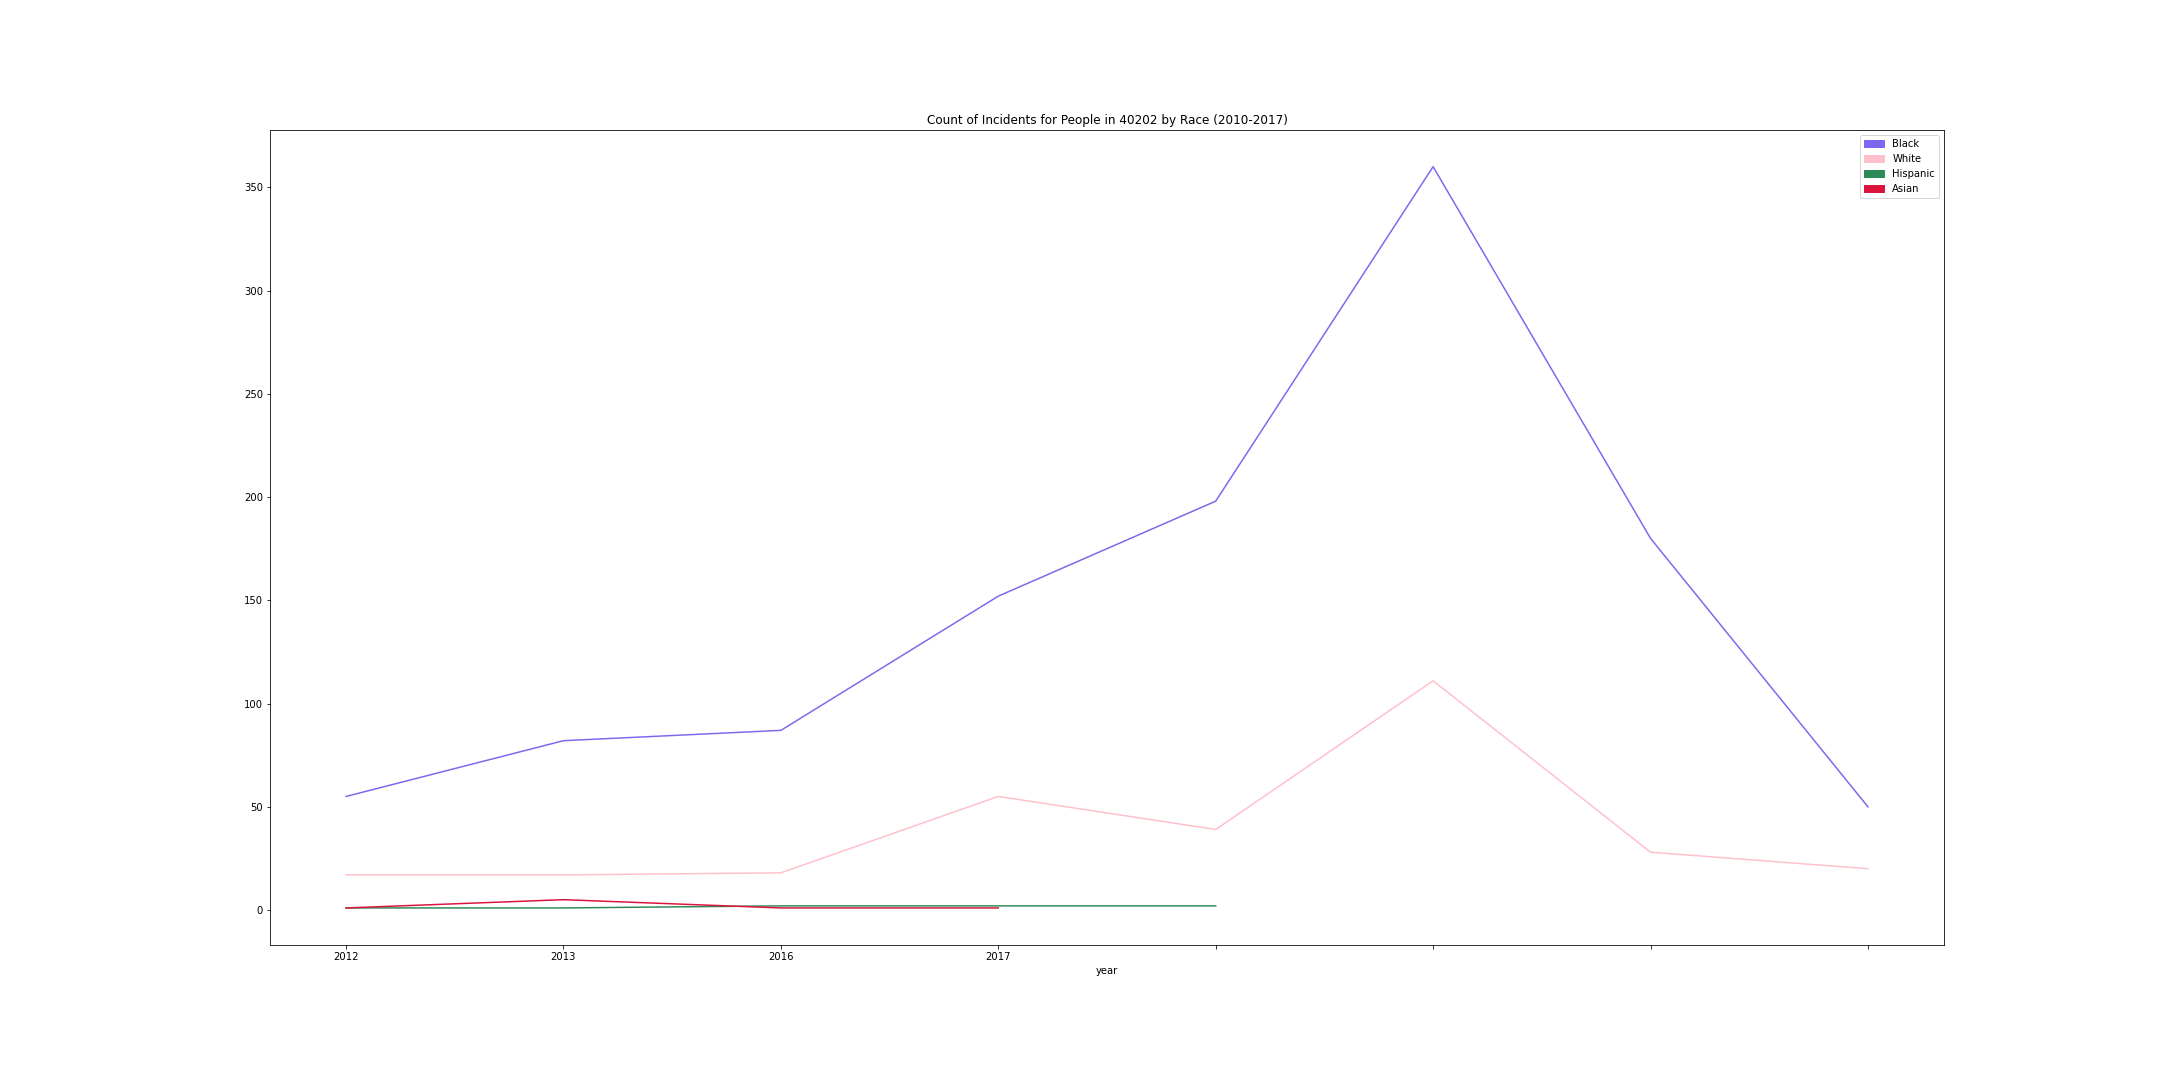 Count of Incidents for People in 40202 by Race (2010-2017)
Black
White
Hispanic
Asian
350
300
250
200
150
100
50
0
2012 2013 2016 2017
year